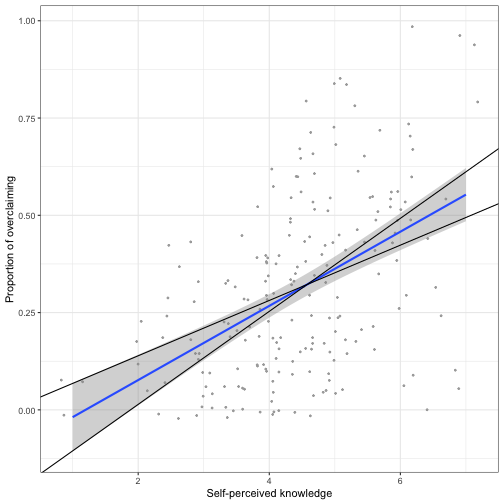 Proportion of overclaiming
1.00
0.75
0.50
0.25
0.00
2 4 6
Self-perceived knowledge